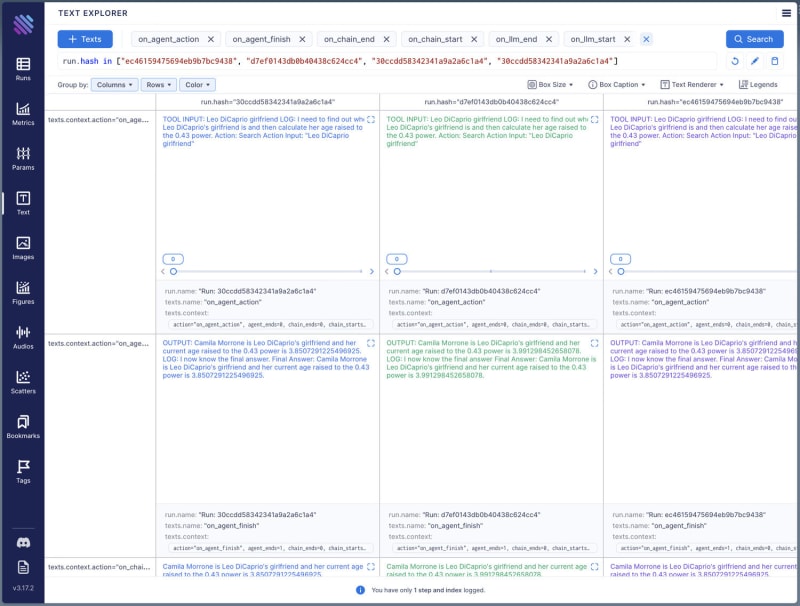 TEXT EXPLORER
Runs
Metrics
Params
Text
Images
Figures
Audios
Scatters
Bookmarks
Tags
v3.17.2
+ Texts
on_agent_action ×
on_agent_finish ×
on_chain_end ×
on_chain_start ×
on_llm_end ×
on_llm_start ×
×
Search
run.hash in ["ec46159475694eb9b7bc9438", "d7ef0143db0b40438c624cc4", "30ccdd58342341a9a2a6c1a4", "30ccdd58342341a9a2a6c1a4"]
Group by: Columns Rows Color
Box Size
Box Caption
Text Renderer
Legends
run.hash="30ccdd58342341a9a2a6c1a4"
run.hash="d7ef0143db0b40438c624cc4"
run.hash="ec46159475694eb9b7bc9438"
texts.context.action="on_age...
TOOL INPUT: Leo DiCaprio girlfriend LOG: I need to find out who
Leo DiCaprio's girlfriend is and then calculate her age raised to
the 0.43 power. Action: Search Action Input: "Leo DiCaprio
girlfriend"
0
run.name: "Run: 30ccdd58342341a9a2a6c1a4"
texts.name: "on_agent_action"
texts.context:
action="on_agent_action", agent_ends=0, chain_ends=0, chain_starts...
TOOL INPUT: Leo DiCaprio girlfriend LOG: I need to find out who
Leo DiCaprio's girlfriend is and then calculate her age raised to
the 0.43 power. Action: Search Action Input: "Leo DiCaprio
girlfriend"
0
run.name: "Run: d7ef0143db0b40438c624cc4"
texts.name: "on_agent_action"
texts.context:
action="on_agent_action", agent_ends=0, chain_ends=0, chain_starts...
TOOL INPUT: Leo DiCaprio girlfriend LOG: I need to find ou
Leo DiCaprio's girlfriend is and then calculate her age rais
the 0.43 power. Action: Search Action Input: "Leo DiCaprio
girlfriend"
0
run.name: "Run: ec46159475694eb9b7bc9438"
texts.name: "on_agent_action"
texts.context:
action="on_agent_action", agent_ends=0, chain_ends=0, chain_st
texts.context.action="on_age...
OUTPUT: Camila Morrone is Leo DiCaprio's girlfriend and her
current age raised to the 0.43 power is 3.8507291225496925.
LOG: I now know the final answer. Final Answer: Camila Morrone
is Leo DiCaprio's girlfriend and her current age raised to the 0.43
power is 3.8507291225496925.
run.name: "Run: 30ccdd58342341a9a2a6c1a4"
texts.name: "on_agent_finish"
texts.context:
action="on_agent_finish", agent_ends=1, chain_ends=0, chain_starts...
OUTPUT: Camila Morrone is Leo DiCaprio's girlfriend and her
current age raised to the 0.43 power is 3.991298452658078.
LOG: I now know the final answer Final Answer: Camila Morrone
is Leo DiCaprio's girlfriend and her current age raised to the 0.43
power is 3.991298452658078.
run.name: "Run: d7ef0143db0b40438c624cc4"
texts.name: "on_agent_finish"
texts.context:
action="on_agent_finish", agent_ends=1, chain_ends=0, chain_starts...
OUTPUT: Camila Morrone is Leo DiCaprio's girlfriend and h
current age raised to the 0.43 power is 3.8507291225496
LOG: I now know the final answer. Final Answer: Camila Mo
is Leo DiCaprio's girlfriend and her current age raised to th
power is 3.8507291225496925.
run.name: "Run: ec46159475694eb9b7bc9438"
texts.name: "on_agent_finish"
texts.context:
action="on_agent_finish", agent_ends=1, chain_ends=0, chain_st
texts.context.action="on_chai...
Camila Morrone is Leo DiCaprio's girlfriend and her current age
raised to the 0.43 power is 3.8507291225496925.
Camila Morrone is Leo DiCaprio's girlfriend and her current age
raised to the 0.43 power is 3.991298452658078.
Camila Morrone is Leo DiCaprio's girlfriend and her curren
raised to the 0.43 power is 3.8507291225496925.
You have only 1 step and index logged.